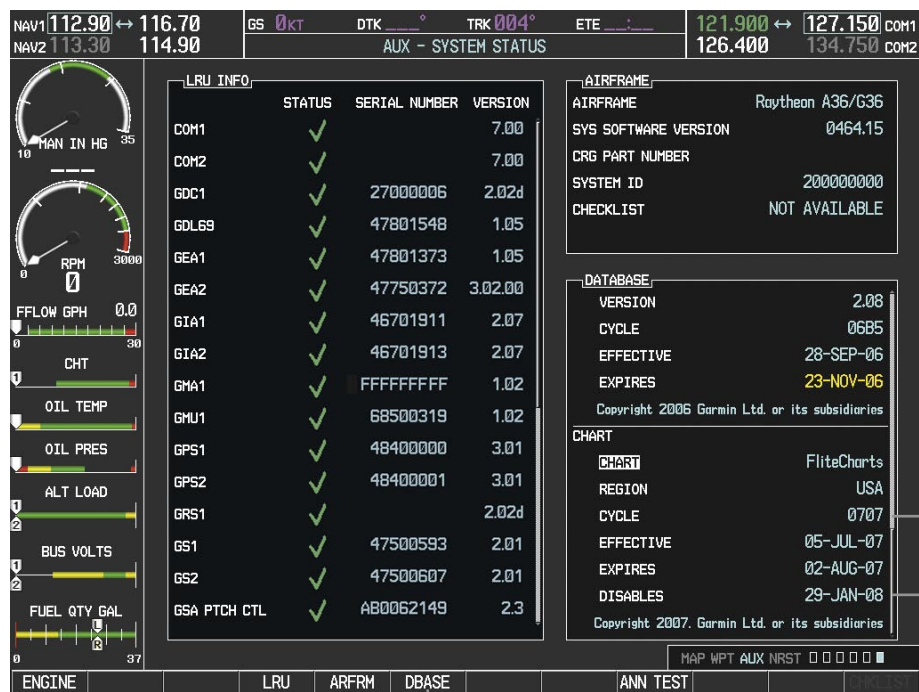 NAV1 112.90 ↔ 116.70
NAV2 113.30 114.90
GS 0KT DTK ___° TRK 004° ETE __:__
AUX – SYSTEM STATUS
121.900 ↔ 127.150 COM1
126.400 134.750 COM2
MAN IN HG
10 35
RPM
0 3000
0
FFLOW GPH 0.0
0 30
CHT
1
OIL TEMP
OIL PRES
ALT LOAD
1
2
BUS VOLTS
1
2
FUEL QTY GAL
L
R
0 37
LRU INFO
STATUS SERIAL NUMBER VERSION
COM1 ✓ 7.00
COM2 ✓ 7.00
GDC1 ✓ 27000006 2.02d
GDL69 ✓ 47801548 1.05
GEA1 ✓ 47801373 1.05
GEA2 ✓ 47750372 3.02.00
GIA1 ✓ 46701911 2.07
GIA2 ✓ 46701913 2.07
GMA1 ✓ FFFFFFFFF 1.02
GMU1 ✓ 68500319 1.02
GPS1 ✓ 48400000 3.01
GPS2 ✓ 48400001 3.01
GRS1 ✓ 2.02d
GS1 ✓ 47500593 2.01
GS2 ✓ 47500607 2.01
GSA PTCH CTL ✓ AB0062149 2.3
AIRFRAME
AIRFRAME Raytheon A36/G36
SYS SOFTWARE VERSION 0464.15
CRG PART NUMBER
SYSTEM ID 200000000
CHECKLIST NOT AVAILABLE
DATABASE
VERSION 2.08
CYCLE 06B5
EFFECTIVE 28-SEP-06
EXPIRES 23-NOV-06
Copyright 2006 Garmin Ltd. or its subsidiaries
CHART
CHART FliteCharts
REGION USA
CYCLE 0707
EFFECTIVE 05-JUL-07
EXPIRES 02-AUG-07
DISABLES 29-JAN-08
Copyright 2007. Garmin Ltd. or its subsidiaries
MAP WPT AUX NRST
ENGINE LRU ARFRM DBASE ANN TEST CHKLIST